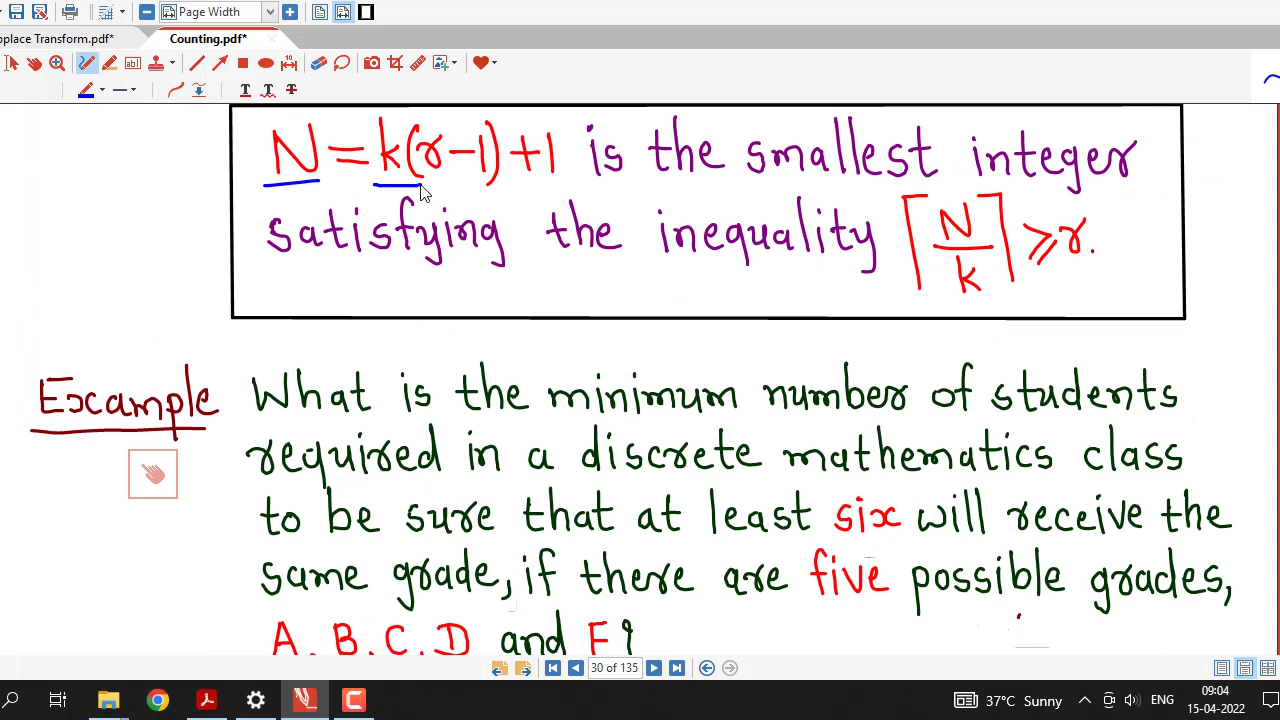 Page Width
place Transform.pdf*
Counting.pdf*
N = k(r-1)+1 is the smallest integer
satisfying the inequality ⌈N/k⌉ ⩾ r.
Example What is the minimum number of students
required in a discrete mathematics class
to be sure that at least six will receive the
same grade, if there are five possible grades,
A, B, C, D and F?
30 of 135
37°C Sunny
ENG
09:04
15-04-2022